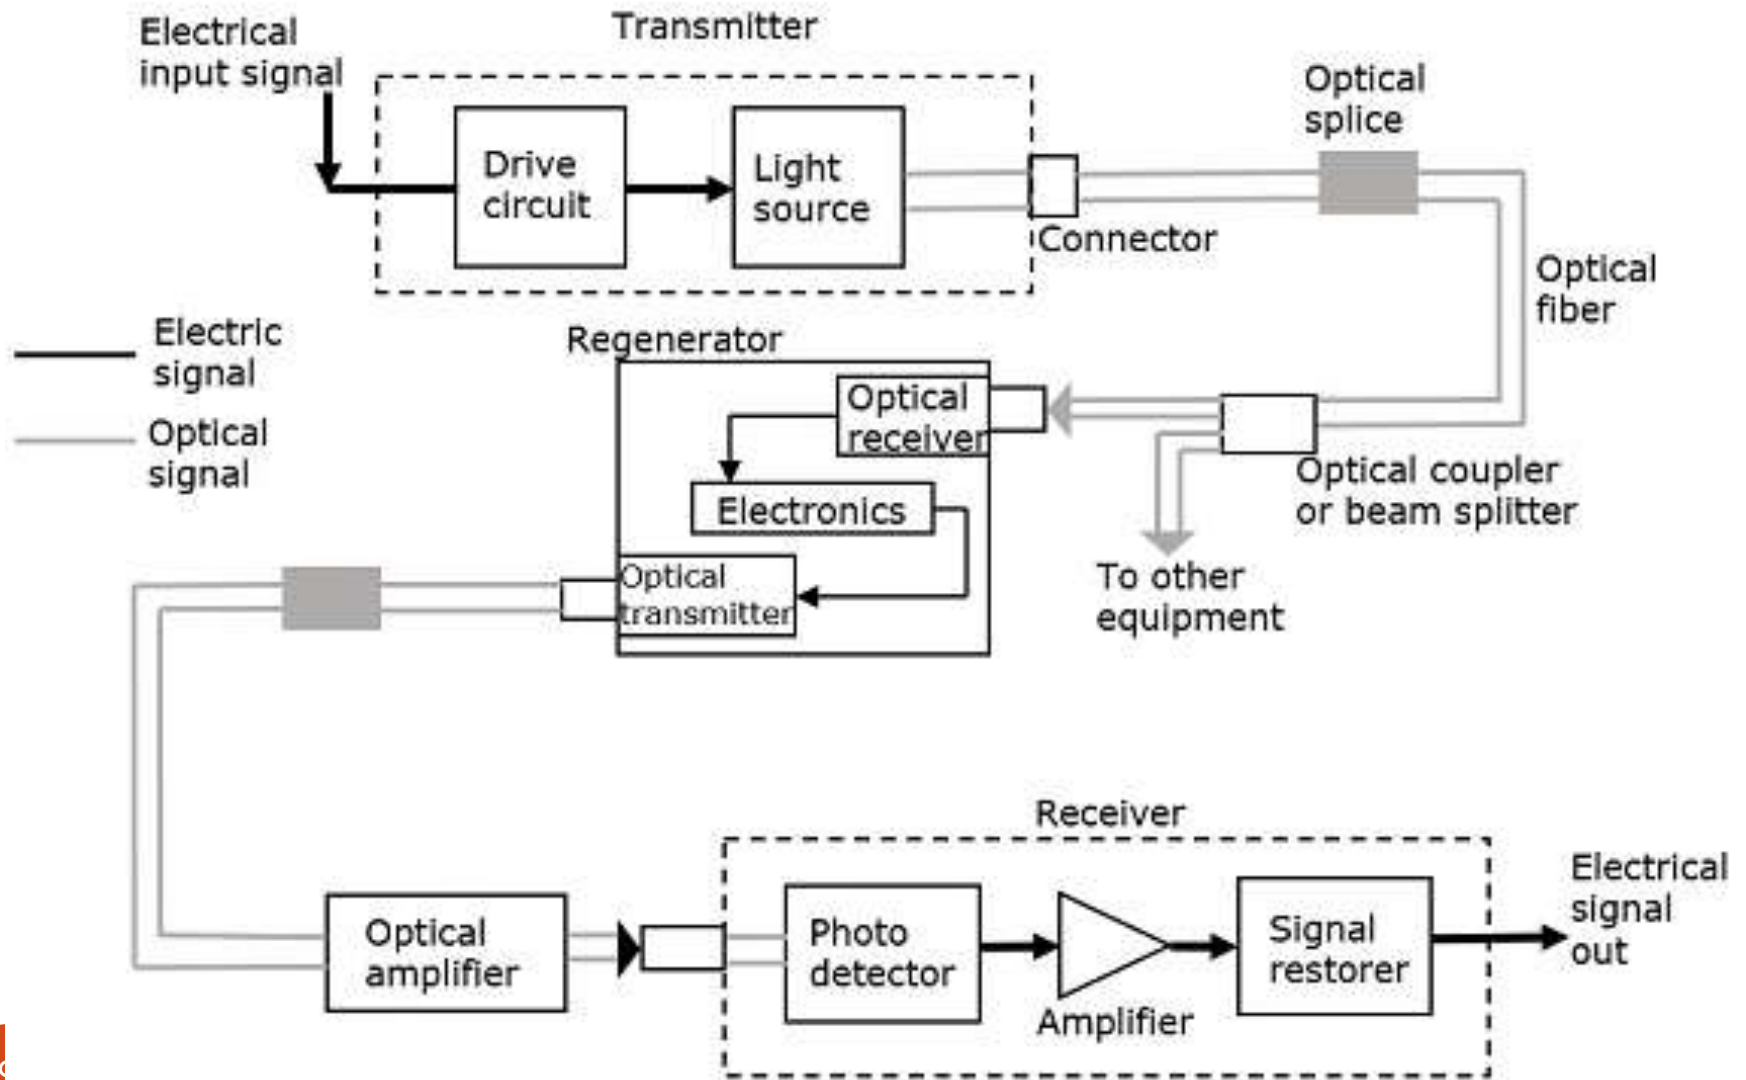 Electrical
input signal
Transmitter
Drive
circuit
Light
source
Connector
Optical
splice
Optical
fiber
Electric
signal
Optical
signal
Regenerator
Optical
receiver
Electronics
Optical
transmitter
Optical coupler
or beam splitter
To other
equipment
Receiver
Optical
amplifier
Photo
detector
Amplifier
Signal
restorer
Electrical
signal
out